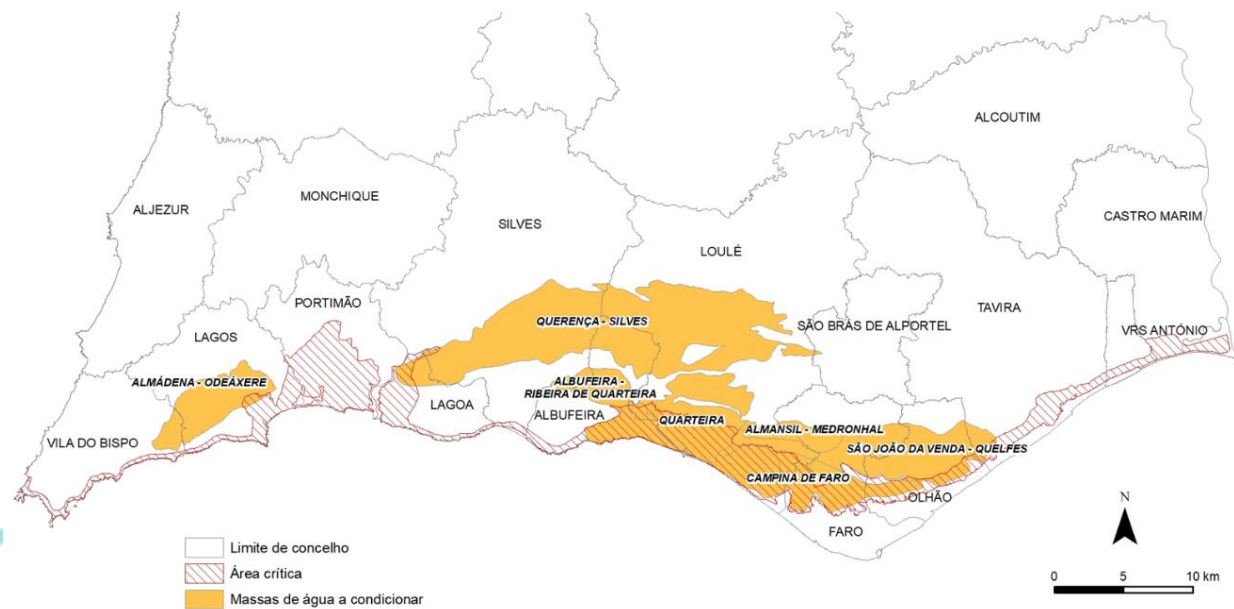 ALCOUTIM
MONCHIQUE
ALJEZUR
CASTRO MARIM
SILVES
LOULÉ
PORTIMÃO
TAVIRA
QUERENÇA - SILVES
SÃO BRÁS DE ALPORTEL
VRS ANTÓNIO
LAGOS
ALMÁDENA - ODEÁXERE
ALBUFEIRA -
RIBEIRA DE QUARTEIRA
LAGOA
ALBUFEIRA
QUARTEIRA
ALMANSIL - MEDRONHAL
VILA DO BISPO
SÃO JOÃO DA VENDA - QUELFES
CAMPINA DE FARO
OLHÃO
FARO
N
Limite de concelho
Área crítica
Massas de água a condicionar
0 5 10 km